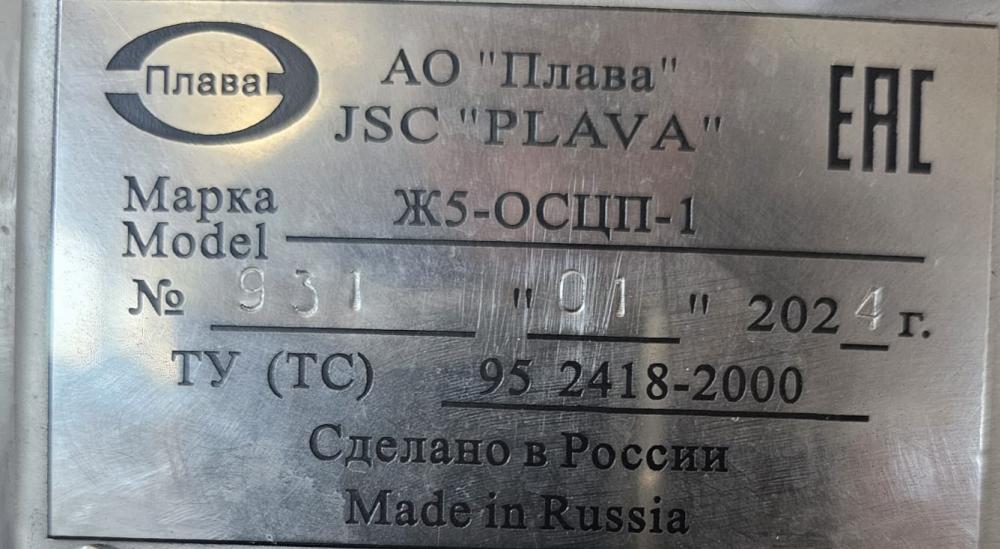 Плава
АО "Плава"
JSC "PLAVA"
EAC
Марка
Model Ж5-ОСЦП-1
№ 931 "01" 2024 г.
ТУ (ТС) 95 2418-2000
Сделано в России
Made in Russia